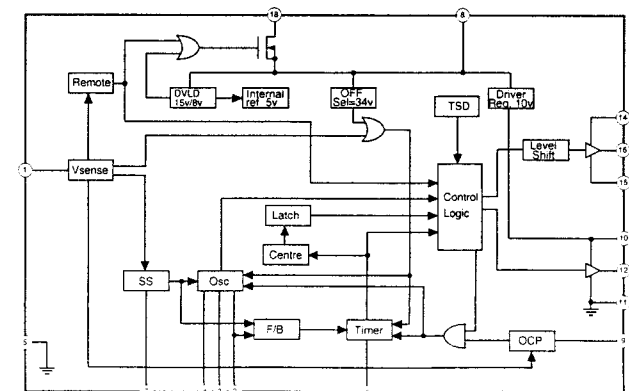 18
8
Remote
DVLD
15v/8v
Internal
ref 5v
OFF
Sel=34v
Driver
Reg. 10v
TSD
14
Level
Shift
16
15
1
Vsense
Control
Logic
Latch
Centre
10
12
11
SS
Osc
F/B
Timer
OCP
5
9